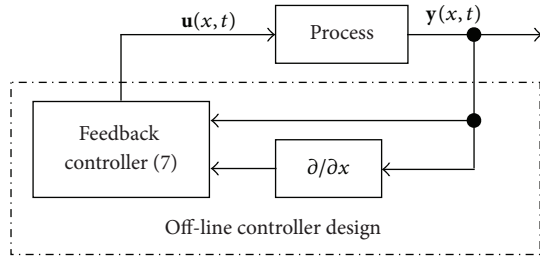 u(x, t)
Process
y(x, t)
Feedback
controller (7)
∂/∂x
Off-line controller design